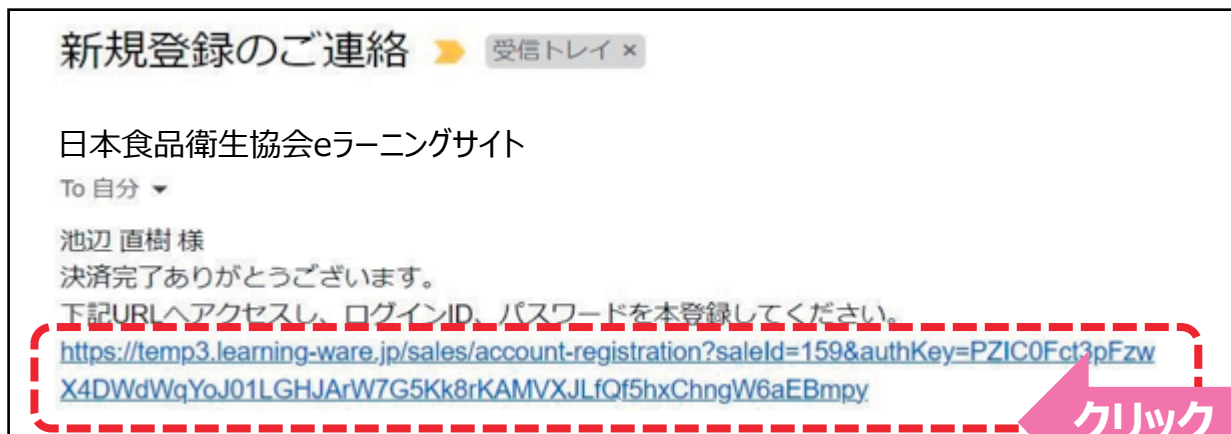 新規登録のご連絡 受信トレイ ×
日本食品衛生協会eラーニングサイト
To 自分
池辺 直樹 様
決済完了ありがとうございます。
下記URLへアクセスし、ログインID、パスワードを本登録してください。
https://temp3.learning-ware.jp/sales/account-registration?saleId=159&authKey=PZIC0Fct3pFzw
X4DWdWqYoJ01LGHJArW7G5Kk8rKAMVXJLfQf5hxChngW6aEBmpy
クリック